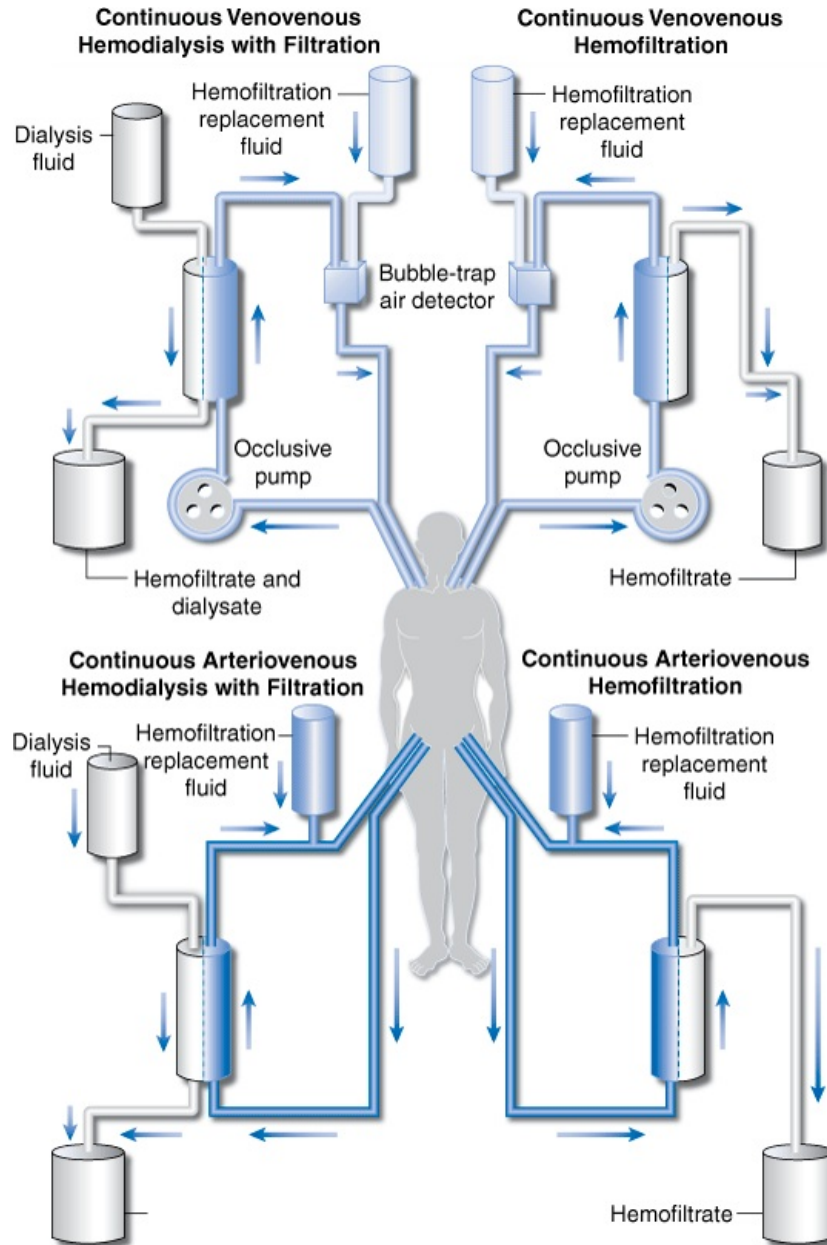 Continuous Venovenous
Hemodialysis with Filtration
Continuous Venovenous
Hemofiltration
Hemofiltration
replacement
fluid
Hemofiltration
replacement
fluid
Dialysis
fluid
Bubble-trap
air detector
Occlusive
pump
Occlusive
pump
Hemofiltrate and
dialysate
Hemofiltrate
Continuous Arteriovenous
Hemodialysis with Filtration
Continuous Arteriovenous
Hemofiltration
Dialysis
fluid
Hemofiltration
replacement
fluid
Hemofiltration
replacement
fluid
Hemofiltrate